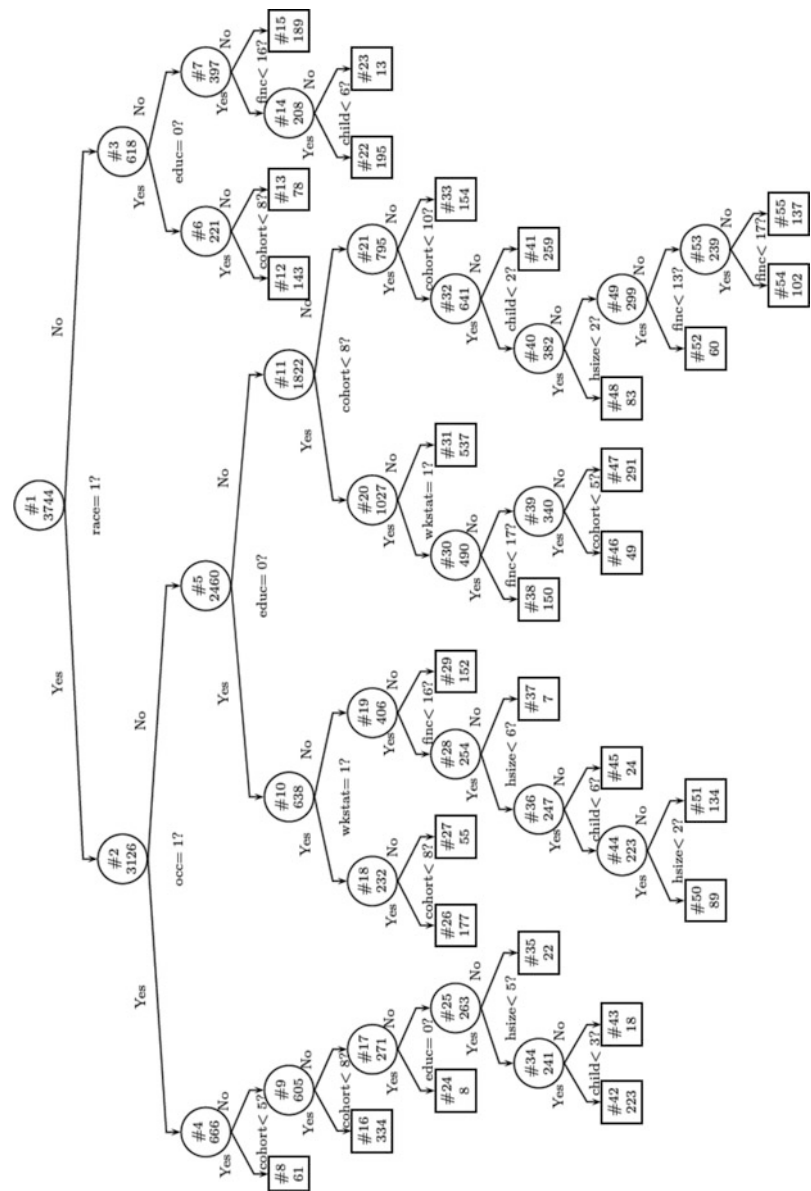 #1
3744
race= 1?
Yes
No
#2
3126
occ= 1?
Yes
No
#3
618
educ= 0?
Yes
No
#4
666
cohort< 5?
Yes
No
#5
2460
educ= 0?
Yes
No
#6
221
cohort< 8?
Yes
No
#7
397
finc< 16?
Yes
No
#8
61
#9
605
cohort< 8?
Yes
No
#10
638
wkstat= 1?
Yes
No
#11
1822
cohort< 8?
Yes
No
#12
143
#13
78
#14
208
child< 6?
Yes
No
#15
189
#16
334
#17
271
educ= 0?
Yes
No
#18
232
cohort< 8?
Yes
No
#19
406
finc< 16?
Yes
No
#20
1027
wkstat= 1?
Yes
No
#21
795
cohort< 10?
Yes
No
#22
195
#23
13
#24
8
#25
263
hsize< 5?
Yes
No
#26
177
#27
55
#28
254
hsize< 6?
Yes
No
#29
152
#30
490
finc< 17?
Yes
No
#31
537
#32
641
child< 2?
Yes
No
#33
154
#34
241
child< 3?
Yes
No
#35
22
#36
247
child< 6?
Yes
No
#37
7
#38
150
#39
340
cohort< 5?
Yes
No
#40
382
hsize< 2?
Yes
No
#41
259
#42
223
#43
18
#44
223
hsize< 2?
Yes
No
#45
24
#46
49
#47
291
#48
83
#49
299
finc< 13?
Yes
No
#50
89
#51
134
#52
60
#53
239
finc< 17?
Yes
No
#54
102
#55
137